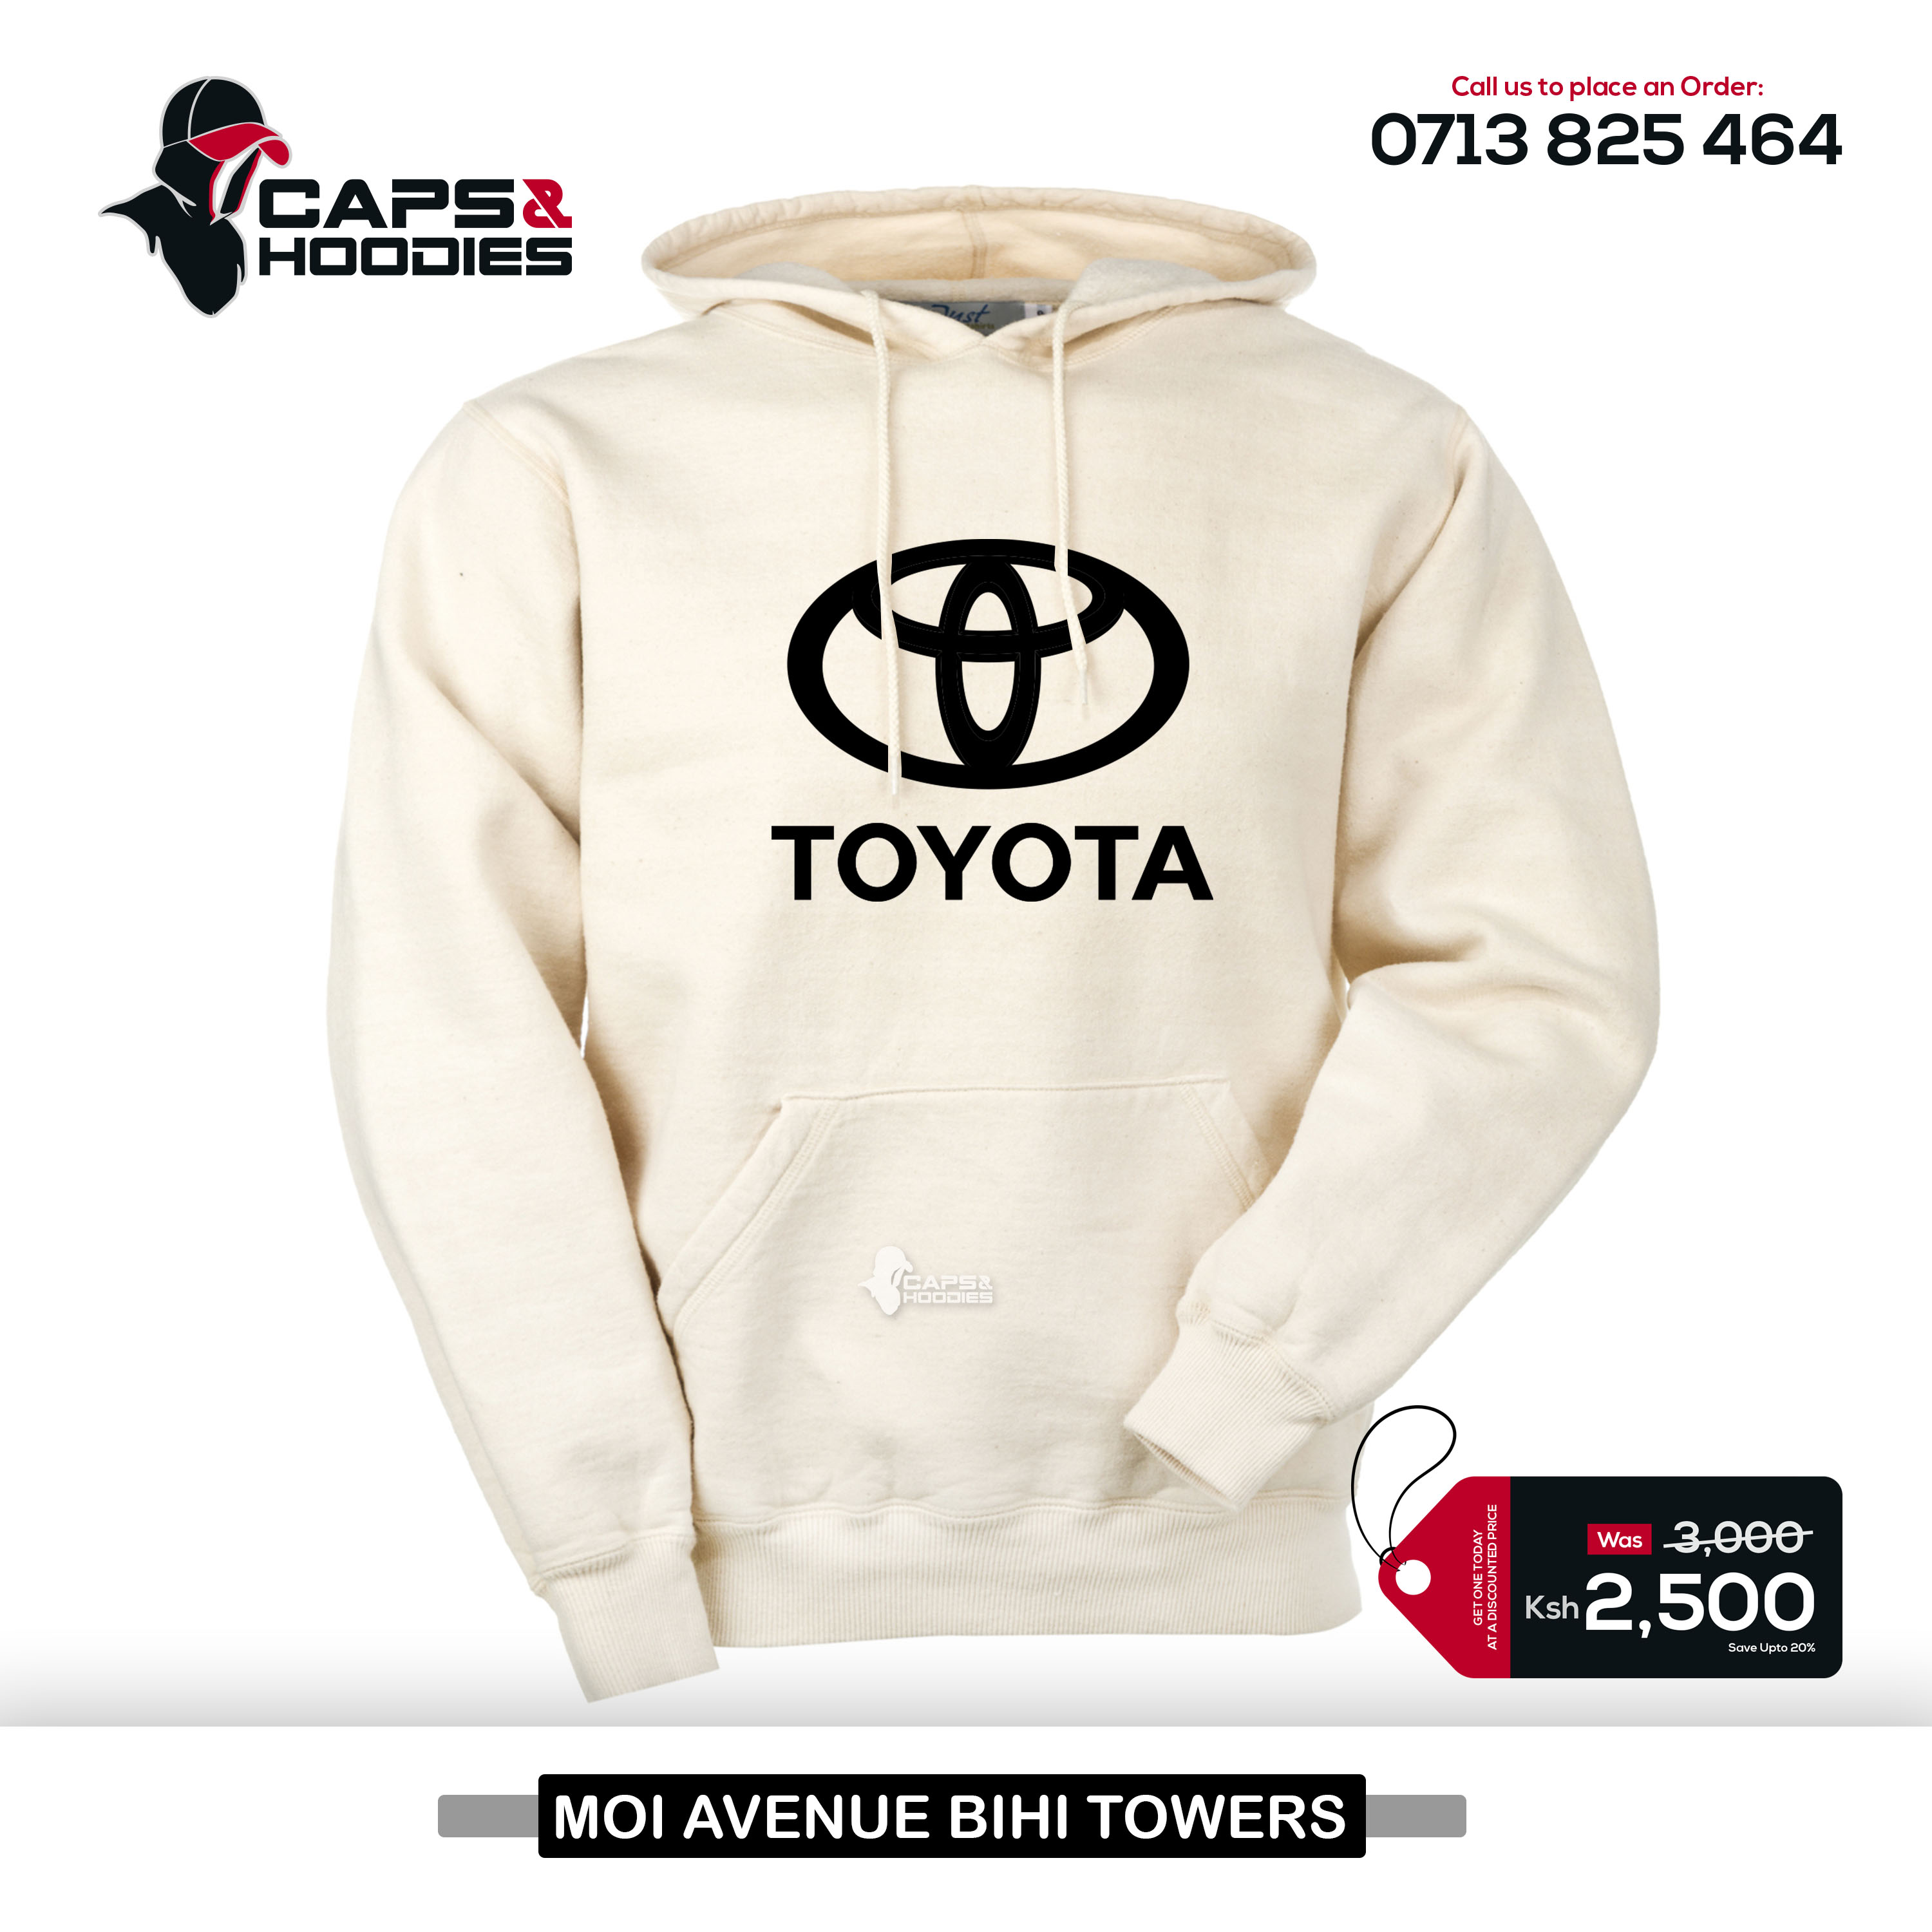 CAPS&
HOODIES
Call us to place an Order:
0713 825 464
Just
TOYOTA
CAPS&
HOODIES
GET ONE TODAY
AT A DISCOUNTED PRICE
Was 3,000
Ksh 2,500
Save Upto 20%
MOI AVENUE BIHI TOWERS